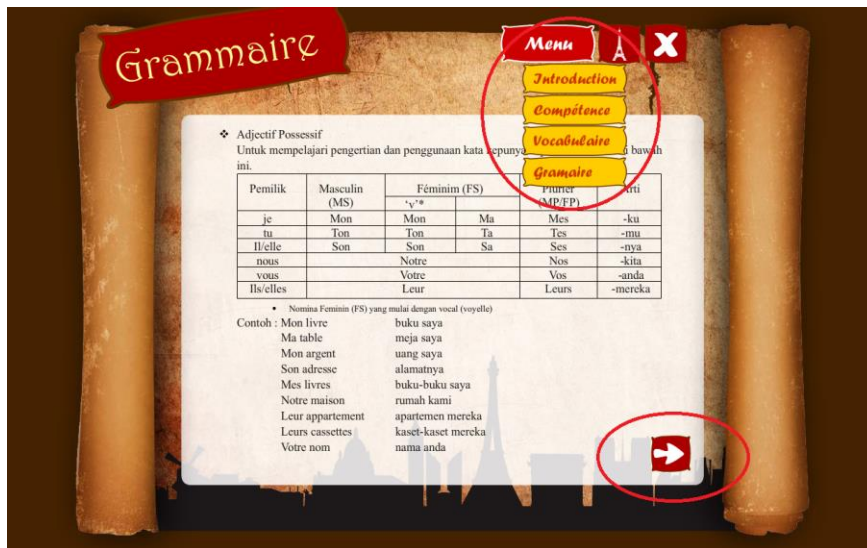 Grammaire
Menu
Introduction
Compétence
Vocabulaire
Gramaire
❖ Adjectif Possessif
Untuk mempelajari pengertian dan penggunaan kata bawah
ini.
Pemilik Masculin (MS) Féminim (FS) (MP/FP)
'v'*
je Mon Mon Ma Mes -ku
tu Ton Ton Ta Tes -mu
Il/elle Son Son Sa Ses -nya
nous Notre Nos -kita
vous Votre Vos -anda
Ils/elles Leur Leurs -mereka
▪ Nomina Feminin (FS) yang mulai dengan vocal (voyelle)
Contoh : Mon livre buku saya
Ma table meja saya
Mon argent uang saya
Son adresse alamatnya
Mes livres buku-buku saya
Notre maison rumah kami
Leur appartement apartemen mereka
Leurs cassettes kaset-kaset mereka
Votre nom nama anda